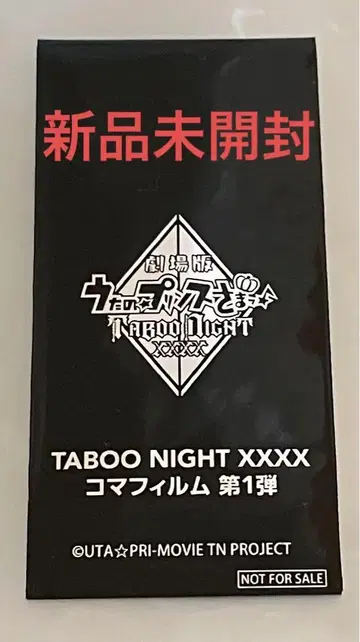 新品未開封
劇場版
うたの☆プリンスさまっ♪
TABOO NIGHT
XXXX
TABOO NIGHT XXXX
コマフィルム 第1弾
©UTA☆PRI-MOVIE TN PROJECT
NOT FOR SALE